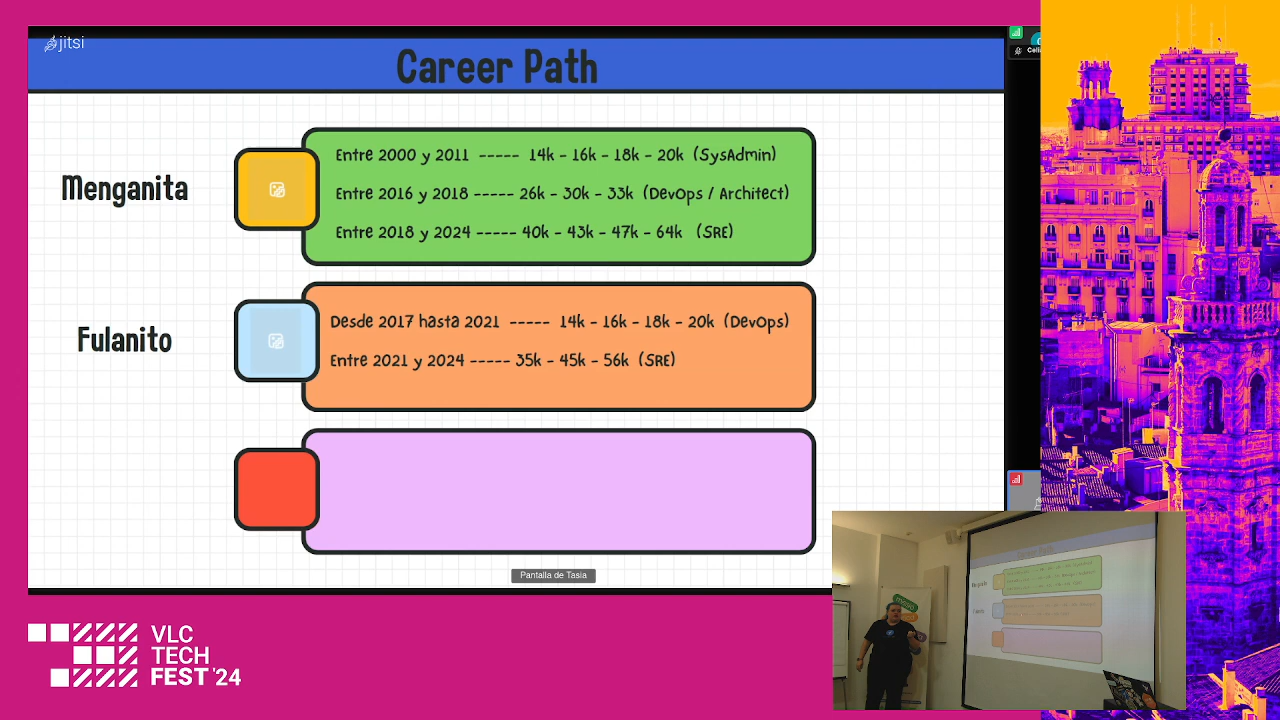 jitsi
Career Path
Menganita
Entre 2000 y 2011 ----- 14k - 16k - 18k - 20k (SysAdmin)
Entre 2016 y 2018 ----- 26k - 30k - 33k (DevOps / Architect)
Entre 2018 y 2024 ----- 40k - 43k - 47k - 64k (SRE)
Fulanito
Desde 2017 hasta 2021 ----- 14k - 16k - 18k - 20k (DevOps)
Entre 2021 y 2024 ----- 35k - 45k - 56k (SRE)
Pantalla de Tasia
VLC
TECH
FEST '24